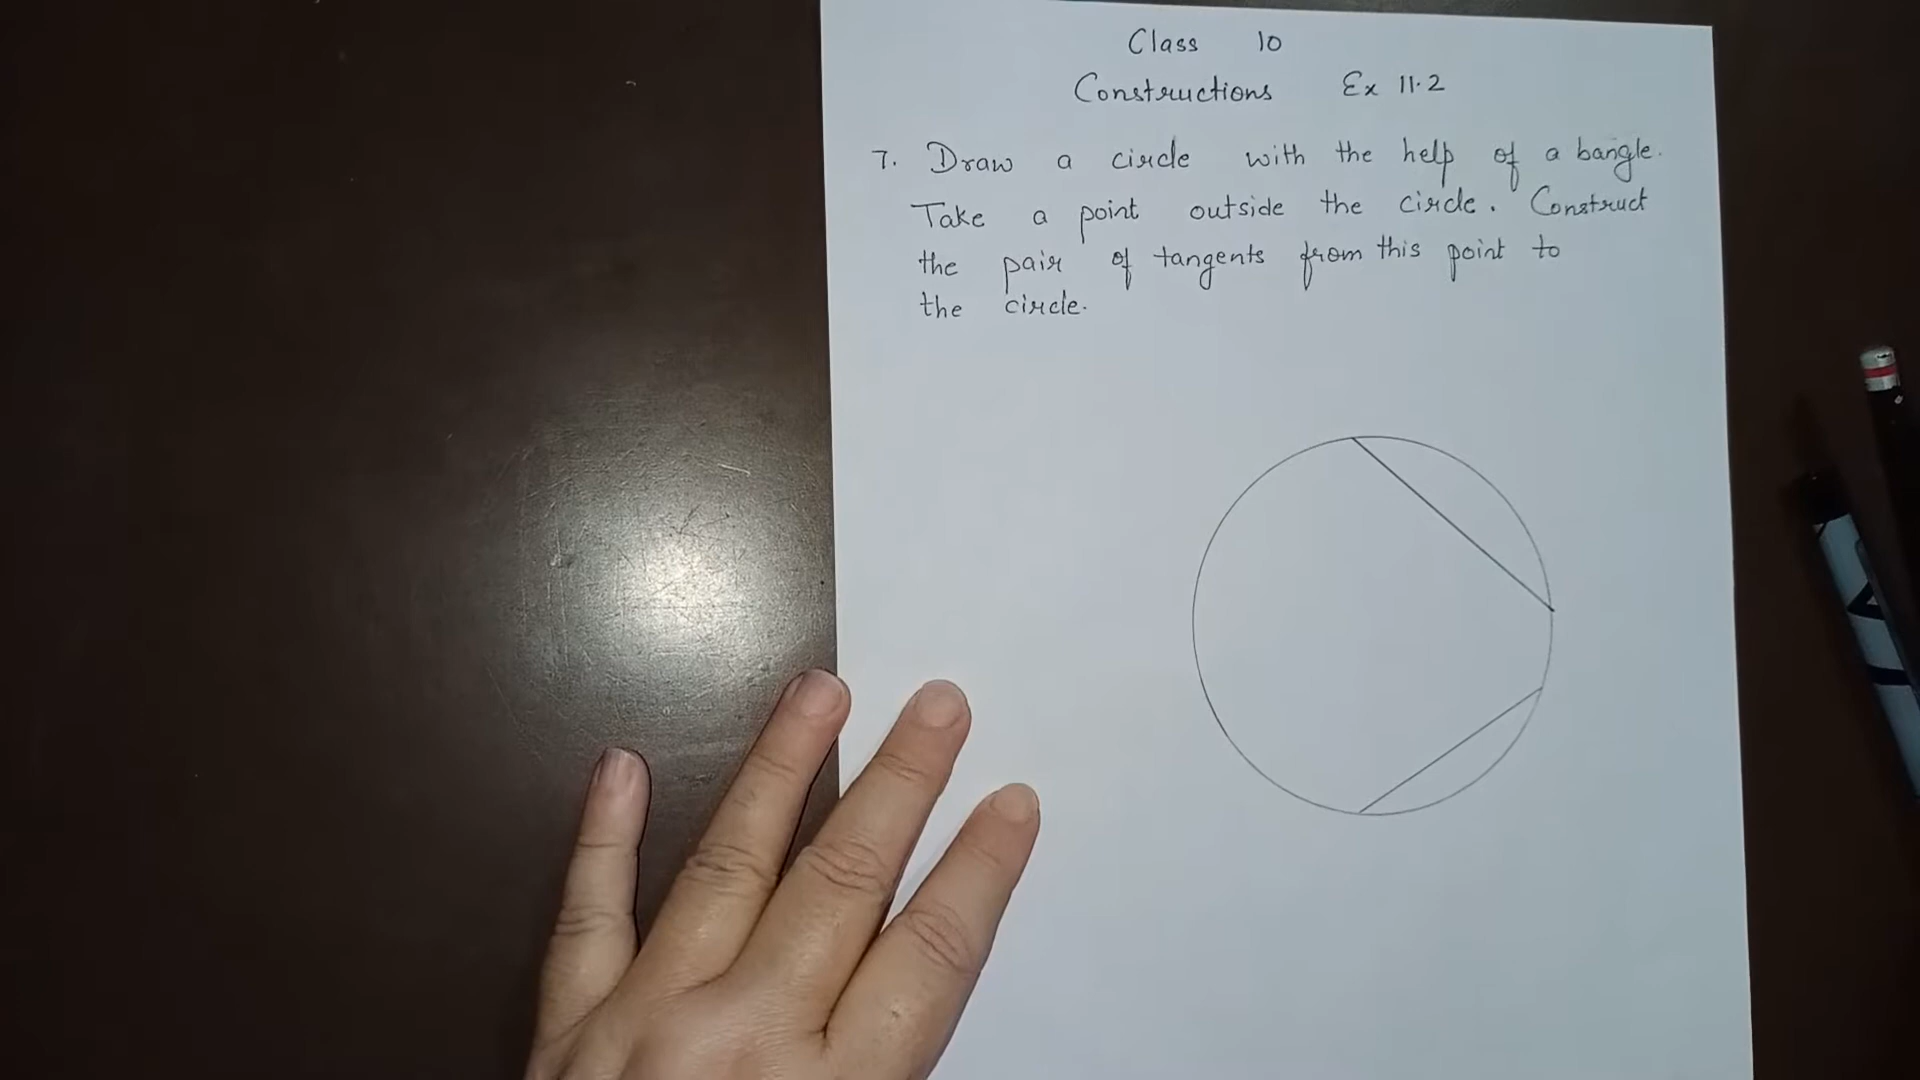 Class 10
Constructions Ex 11.2
7. Draw a circle with the help of a bangle.
Take a point outside the circle. Construct
the pair of tangents from this point to
the circle.